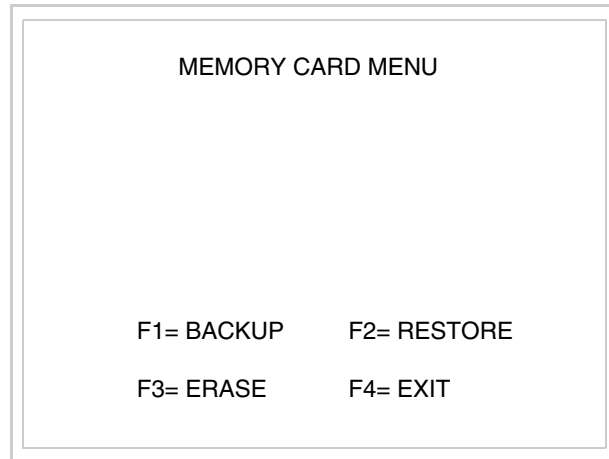 MEMORY CARD MENU
F1= BACKUP F2= RESTORE
F3= ERASE F4= EXIT